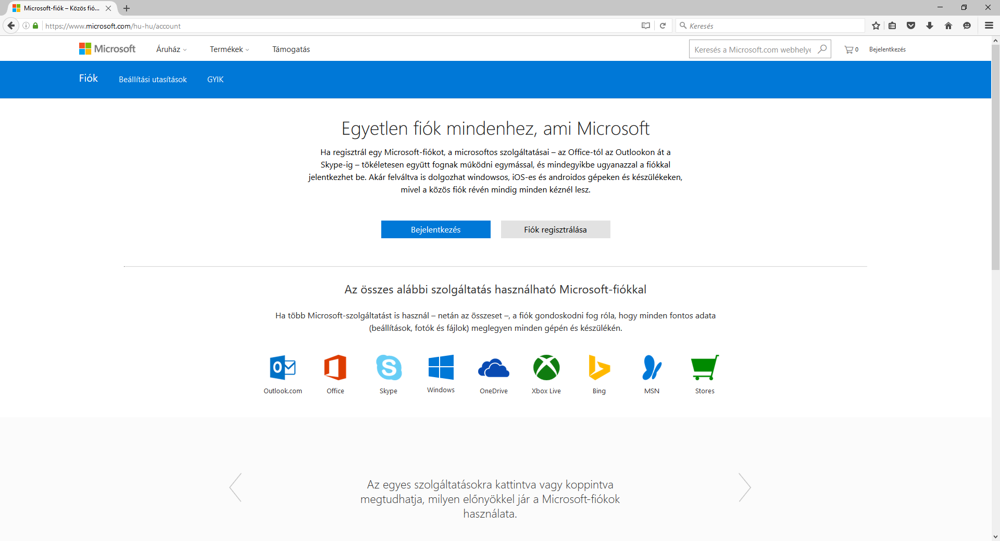 Microsoft-fiók – Közös fió...
https://www.microsoft.com/hu-hu/account
Keresés
Microsoft
Áruház
Termékek
Támogatás
Keresés a Microsoft.com webhelye
0
Bejelentkezés
Fiók
Beállítási utasítások
GYIK
Egyetlen fiók mindenhez, ami Microsoft
Ha regisztrál egy Microsoft-fiókot, a microsoftos szolgáltatásai – az Office-tól az Outlookon át a
Skype-ig – tökéletesen együtt fognak működni egymással, és mindegyikbe ugyanazzal a fiókkal
jelentkezhet be. Akár felváltva is dolgozhat windowsos, iOS-es és androidos gépeken és készülékeken,
mivel a közös fiók révén mindig minden kéznél lesz.
Bejelentkezés
Fiók regisztrálása
Az összes alábbi szolgáltatás használható Microsoft-fiókkal
Ha több Microsoft-szolgáltatást is használ – netán az összeset –, a fiók gondoskodni fog róla, hogy minden fontos adata
(beállítások, fotók és fájlok) meglegyen minden gépén és készülékén.
Outlook.com
Office
Skype
Windows
OneDrive
Xbox Live
Bing
MSN
Stores
Az egyes szolgáltatásokra kattintva vagy koppintva
megtudhatja, milyen előnyökkel jár a Microsoft-fiókok
használata.